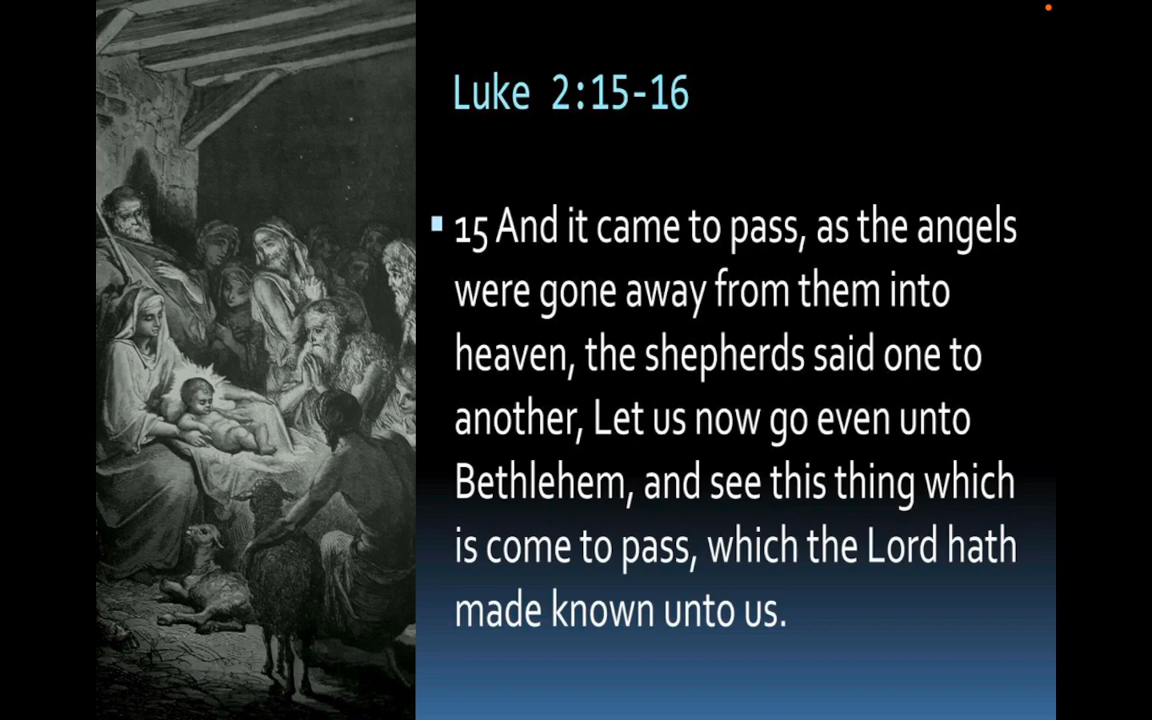 Luke 2:15-16
15 And it came to pass, as the angels
were gone away from them into
heaven, the shepherds said one to
another, Let us now go even unto
Bethlehem, and see this thing which
is come to pass, which the Lord hath
made known unto us.